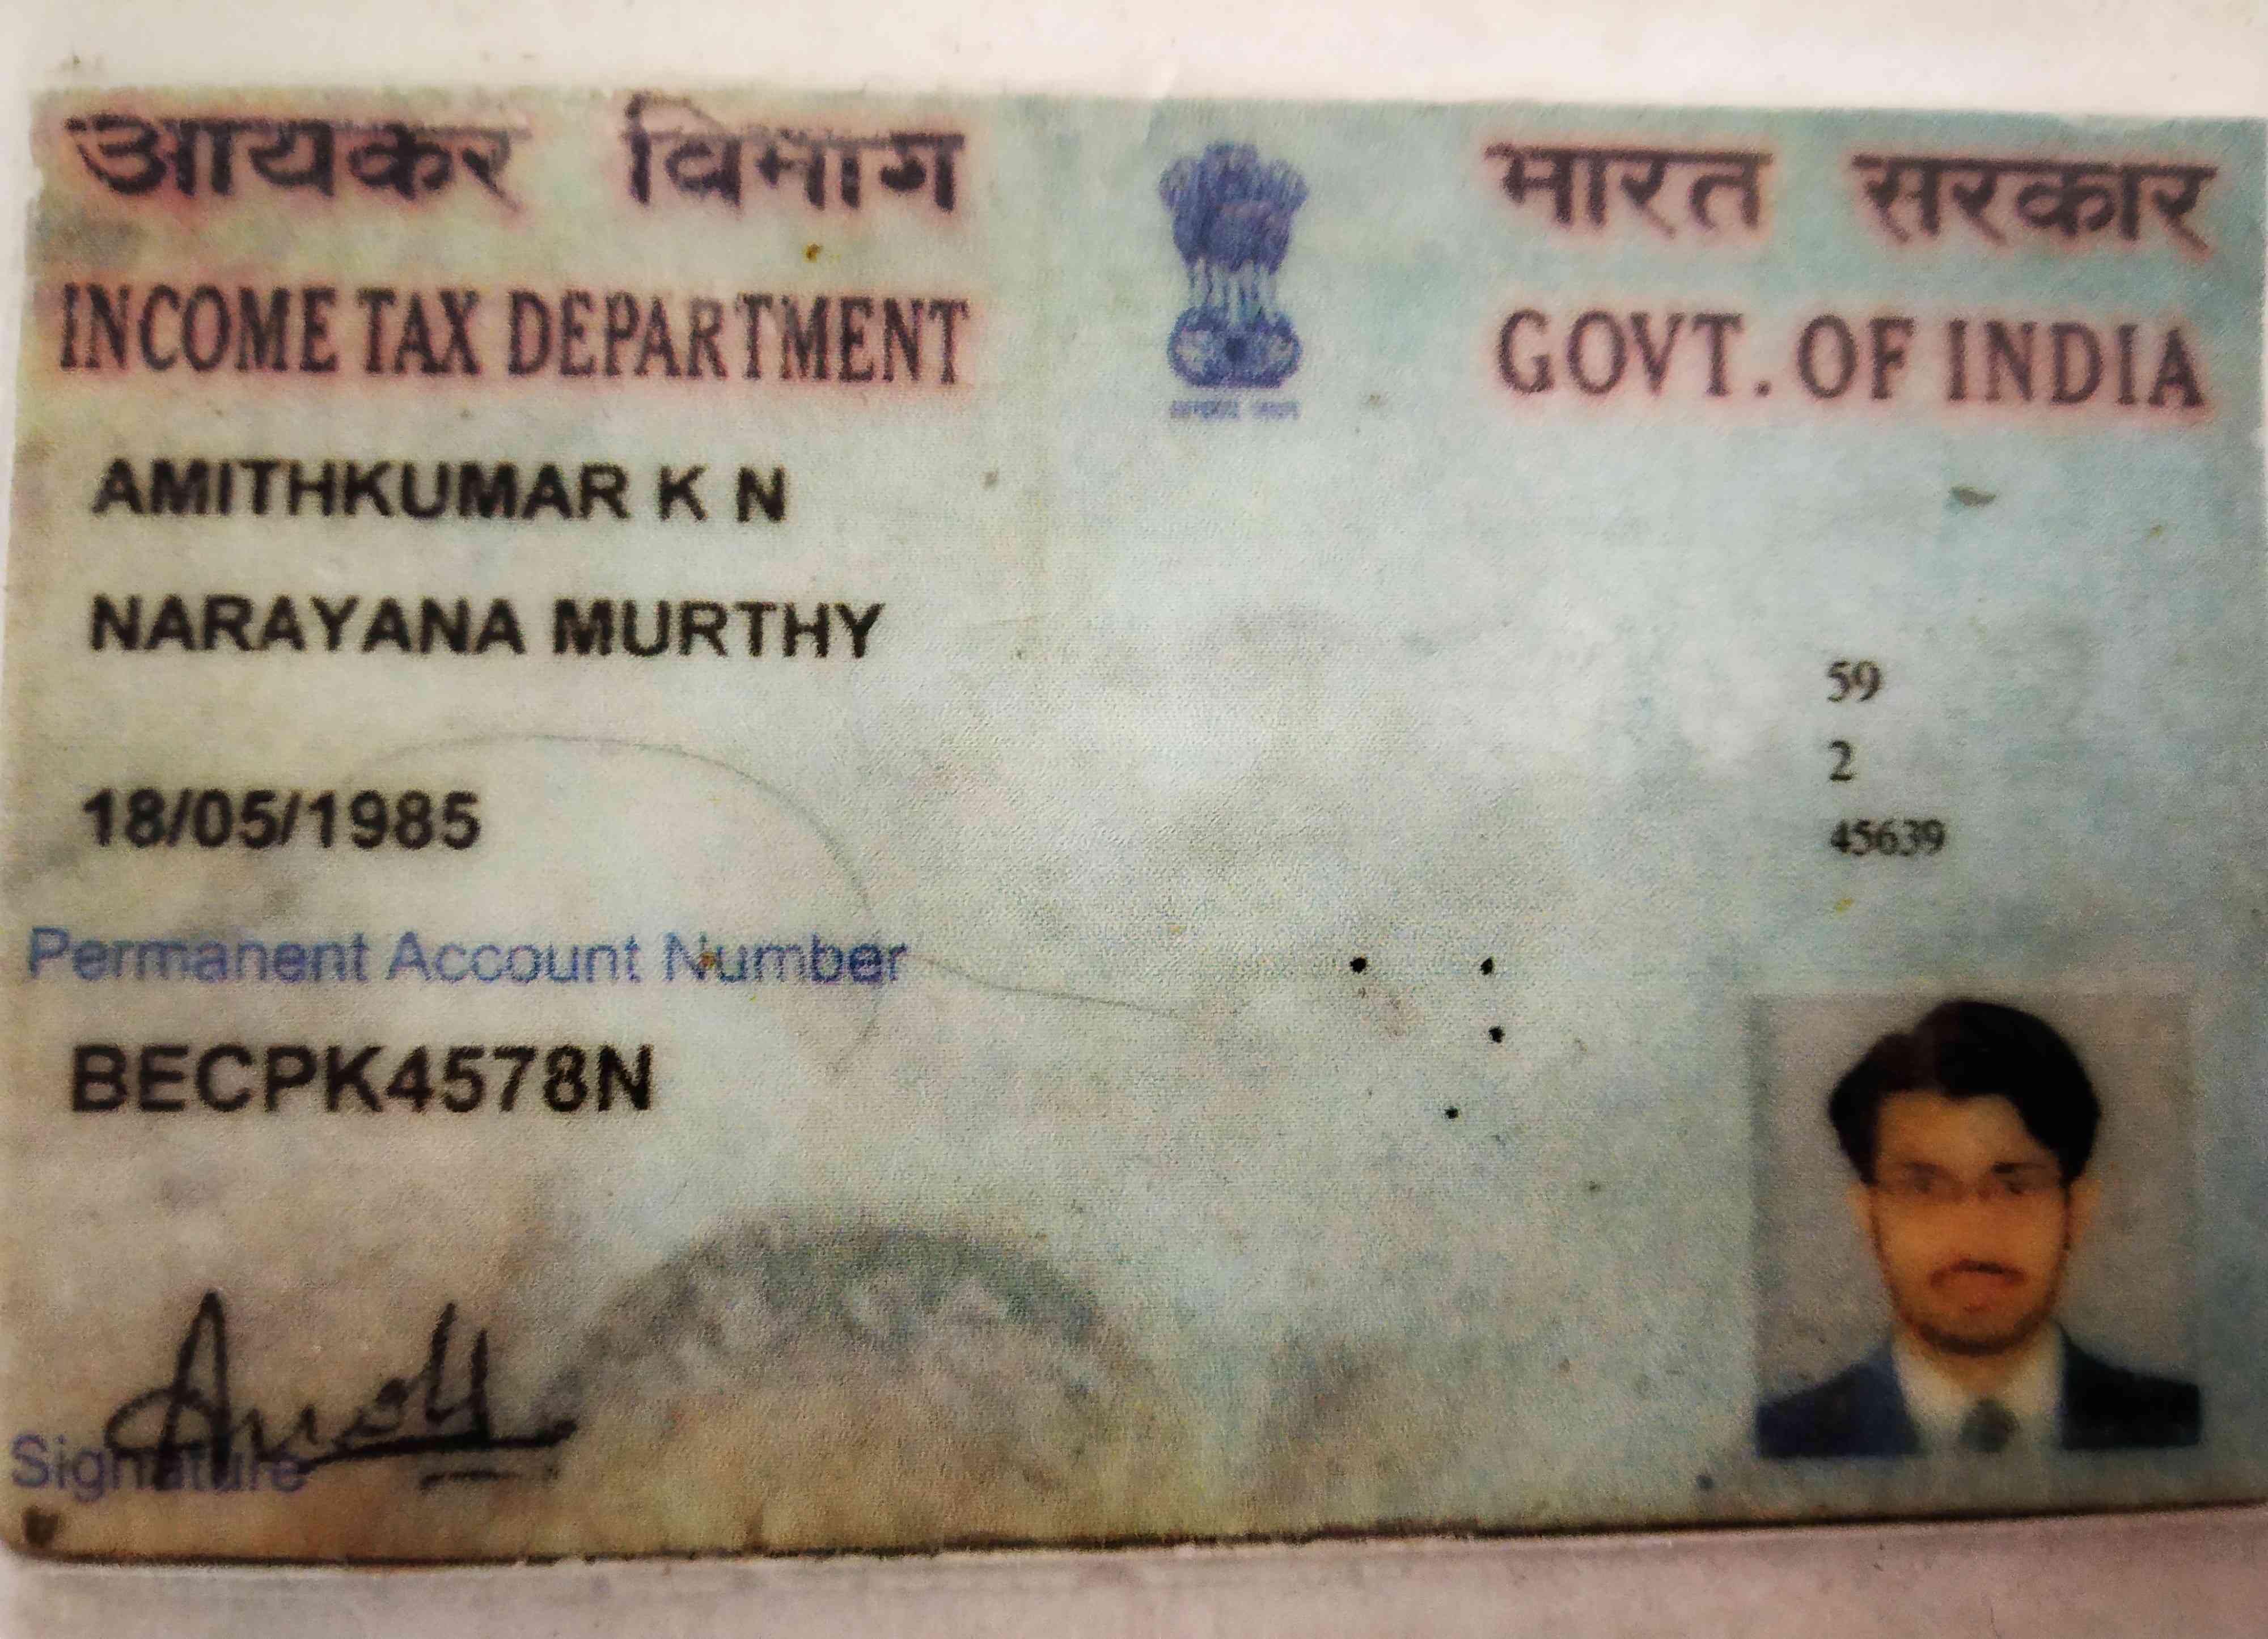 आयकर विभाग
भारत सरकार
INCOME TAX DEPARTMENT
GOVT. OF INDIA
AMITHKUMAR K N
NARAYANA MURTHY
59
2
18/05/1985
45639
Permanent Account Number
BECPK4578N
Signature